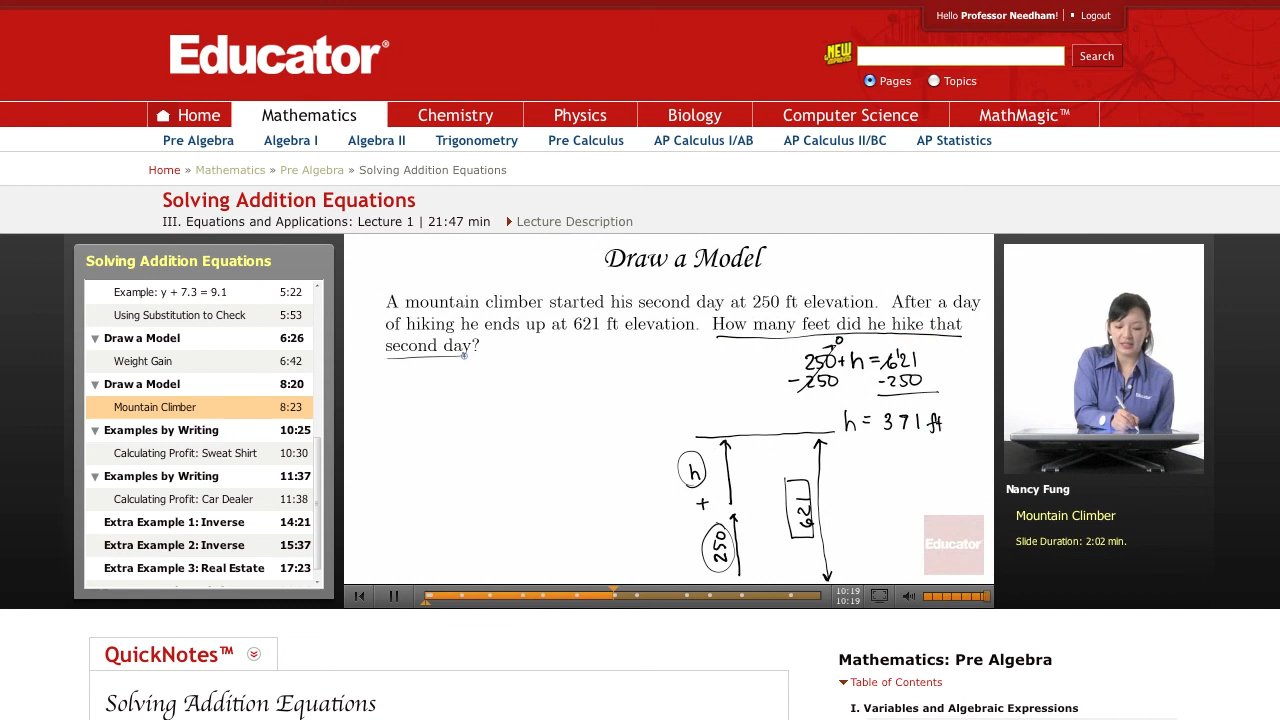 Hello Professor Needham! | ▪ Logout
Educator®
NEW
Search
Pages Topics
Home Mathematics Chemistry Physics Biology Computer Science MathMagic™
Pre Algebra Algebra I Algebra II Trigonometry Pre Calculus AP Calculus I/AB AP Calculus II/BC AP Statistics
Home » Mathematics » Pre Algebra » Solving Addition Equations
Solving Addition Equations
III. Equations and Applications: Lecture 1 | 21:47 min Lecture Description
Solving Addition Equations
Example: y + 7.3 = 9.1 5:22
Using Substitution to Check 5:53
Draw a Model 6:26
Weight Gain 6:42
Draw a Model 8:20
Mountain Climber 8:23
Examples by Writing 10:25
Calculating Profit: Sweat Shirt 10:30
Examples by Writing 11:37
Calculating Profit: Car Dealer 11:38
Extra Example 1: Inverse 14:21
Extra Example 2: Inverse 15:37
Extra Example 3: Real Estate 17:23
Draw a Model
A mountain climber started his second day at 250 ft elevation. After a day
of hiking he ends up at 621 ft elevation. How many feet did he hike that
second day?
250 + h = 621
-250 -250
h = 371 ft
h
+
250
621
Educator
10:19
10:19
Nancy Fung
Mountain Climber
Slide Duration: 2:02 min.
QuickNotes™
Solving Addition Equations
Mathematics: Pre Algebra
Table of Contents
I. Variables and Algebraic Expressions